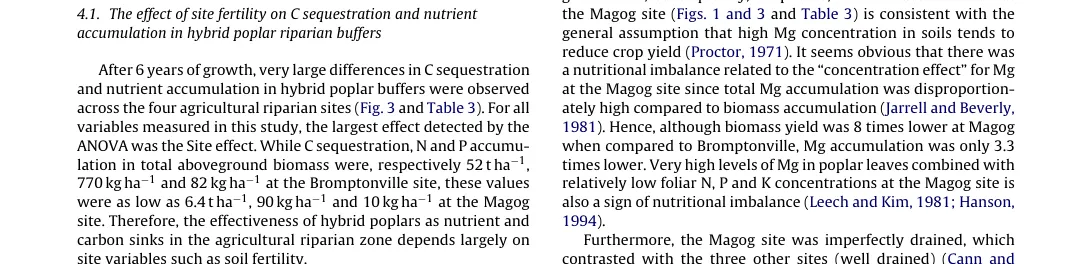 4.1. The effect of site fertility on C sequestration and nutrient
accumulation in hybrid poplar riparian buffers
After 6 years of growth, very large differences in C sequestration
and nutrient accumulation in hybrid poplar buffers were observed
across the four agricultural riparian sites (Fig. 3 and Table 3). For all
variables measured in this study, the largest effect detected by the
ANOVA was the Site effect. While C sequestration, N and P accumu-
lation in total aboveground biomass were, respectively 52 t ha⁻¹,
770 kg ha⁻¹ and 82 kg ha⁻¹ at the Bromptonville site, these values
were as low as 6.4 t ha⁻¹, 90 kg ha⁻¹ and 10 kg ha⁻¹ at the Magog
site. Therefore, the effectiveness of hybrid poplars as nutrient and
carbon sinks in the agricultural riparian zone depends largely on
site variables such as soil fertility.
the Magog site (Figs. 1 and 3 and Table 3) is consistent with the
general assumption that high Mg concentration in soils tends to
reduce crop yield (Proctor, 1971). It seems obvious that there was
a nutritional imbalance related to the “concentration effect” for Mg
at the Magog site since total Mg accumulation was disproportion-
ately high compared to biomass accumulation (Jarrell and Beverly,
1981). Hence, although biomass yield was 8 times lower at Magog
when compared to Bromptonville, Mg accumulation was only 3.3
times lower. Very high levels of Mg in poplar leaves combined with
relatively low foliar N, P and K concentrations at the Magog site is
also a sign of nutritional imbalance (Leech and Kim, 1981; Hanson,
1994).
Furthermore, the Magog site was imperfectly drained, which
contrasted with the three other sites (well drained) (Cann and